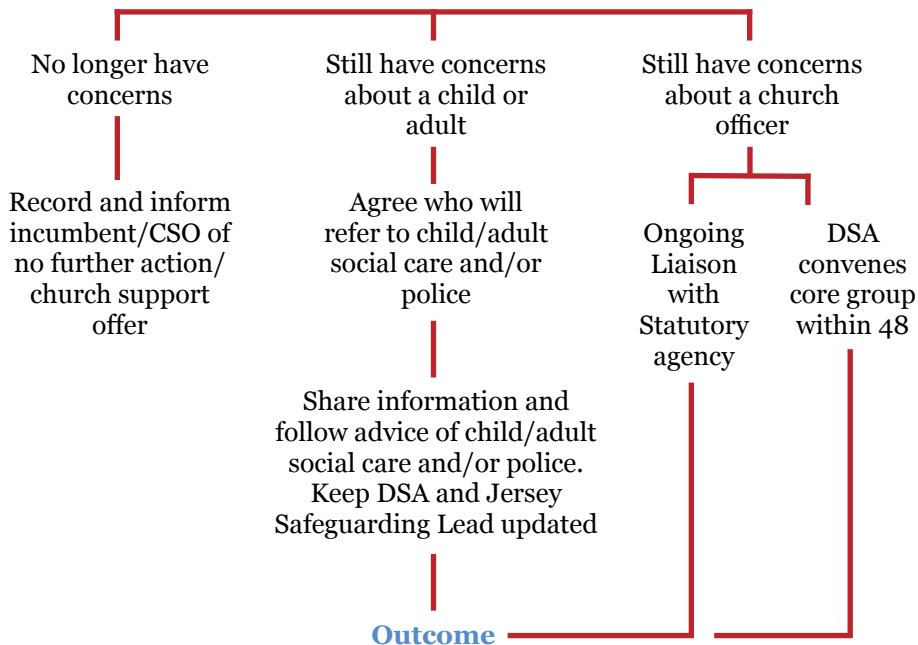 No longer have
concerns
Still have concerns
about a child or
adult
Still have concerns
about a church
officer
Record and inform
incumbent/CSO of
no further action/
church support
offer
Agree who will
refer to child/adult
social care and/or
police
Ongoing
Liaison
with
Statutory
agency
DSA
convenes
core group
within 48
Share information and
follow advice of child/adult
social care and/or police.
Keep DSA and Jersey
Safeguarding Lead updated
Outcome